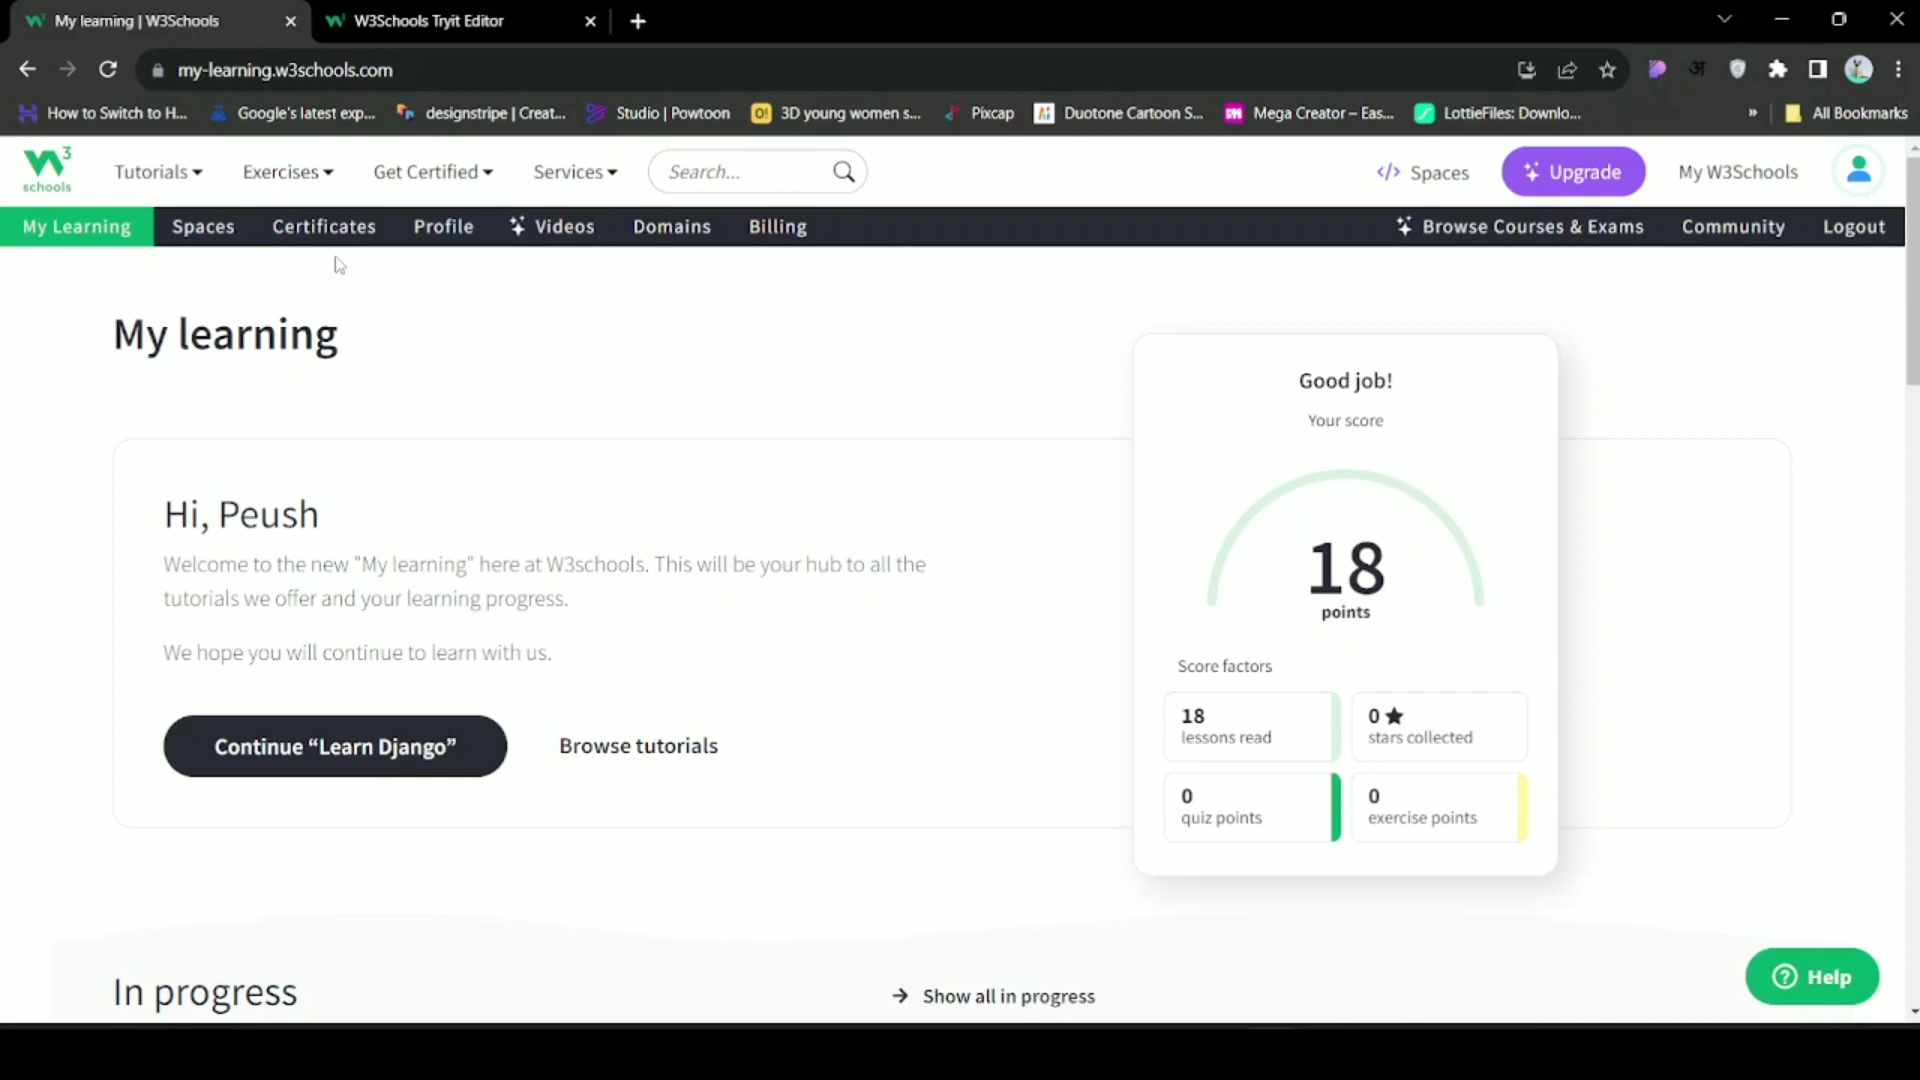 My learning | W3Schools
W3Schools Tryit Editor
my-learning.w3schools.com
How to Switch to H...
Google's latest exp...
designstripe | Creat...
Studio | Powtoon
3D young women s...
Pixcap
Duotone Cartoon S...
Mega Creator – Eas...
LottieFiles: Downlo...
»
All Bookmarks
3
schools
Tutorials
Exercises
Get Certified
Services
Search...
Spaces
Upgrade
My W3Schools
My Learning
Spaces
Certificates
Profile
Videos
Domains
Billing
Browse Courses & Exams
Community
Logout
My learning
Good job!
Your score
18
points
Hi, Peush
Welcome to the new "My learning" here at W3schools. This will be your hub to all the
tutorials we offer and your learning progress.
We hope you will continue to learn with us.
Continue “Learn Django”
Browse tutorials
Score factors
18
lessons read
0 ★
stars collected
0
quiz points
0
exercise points
In progress
→ Show all in progress
Help